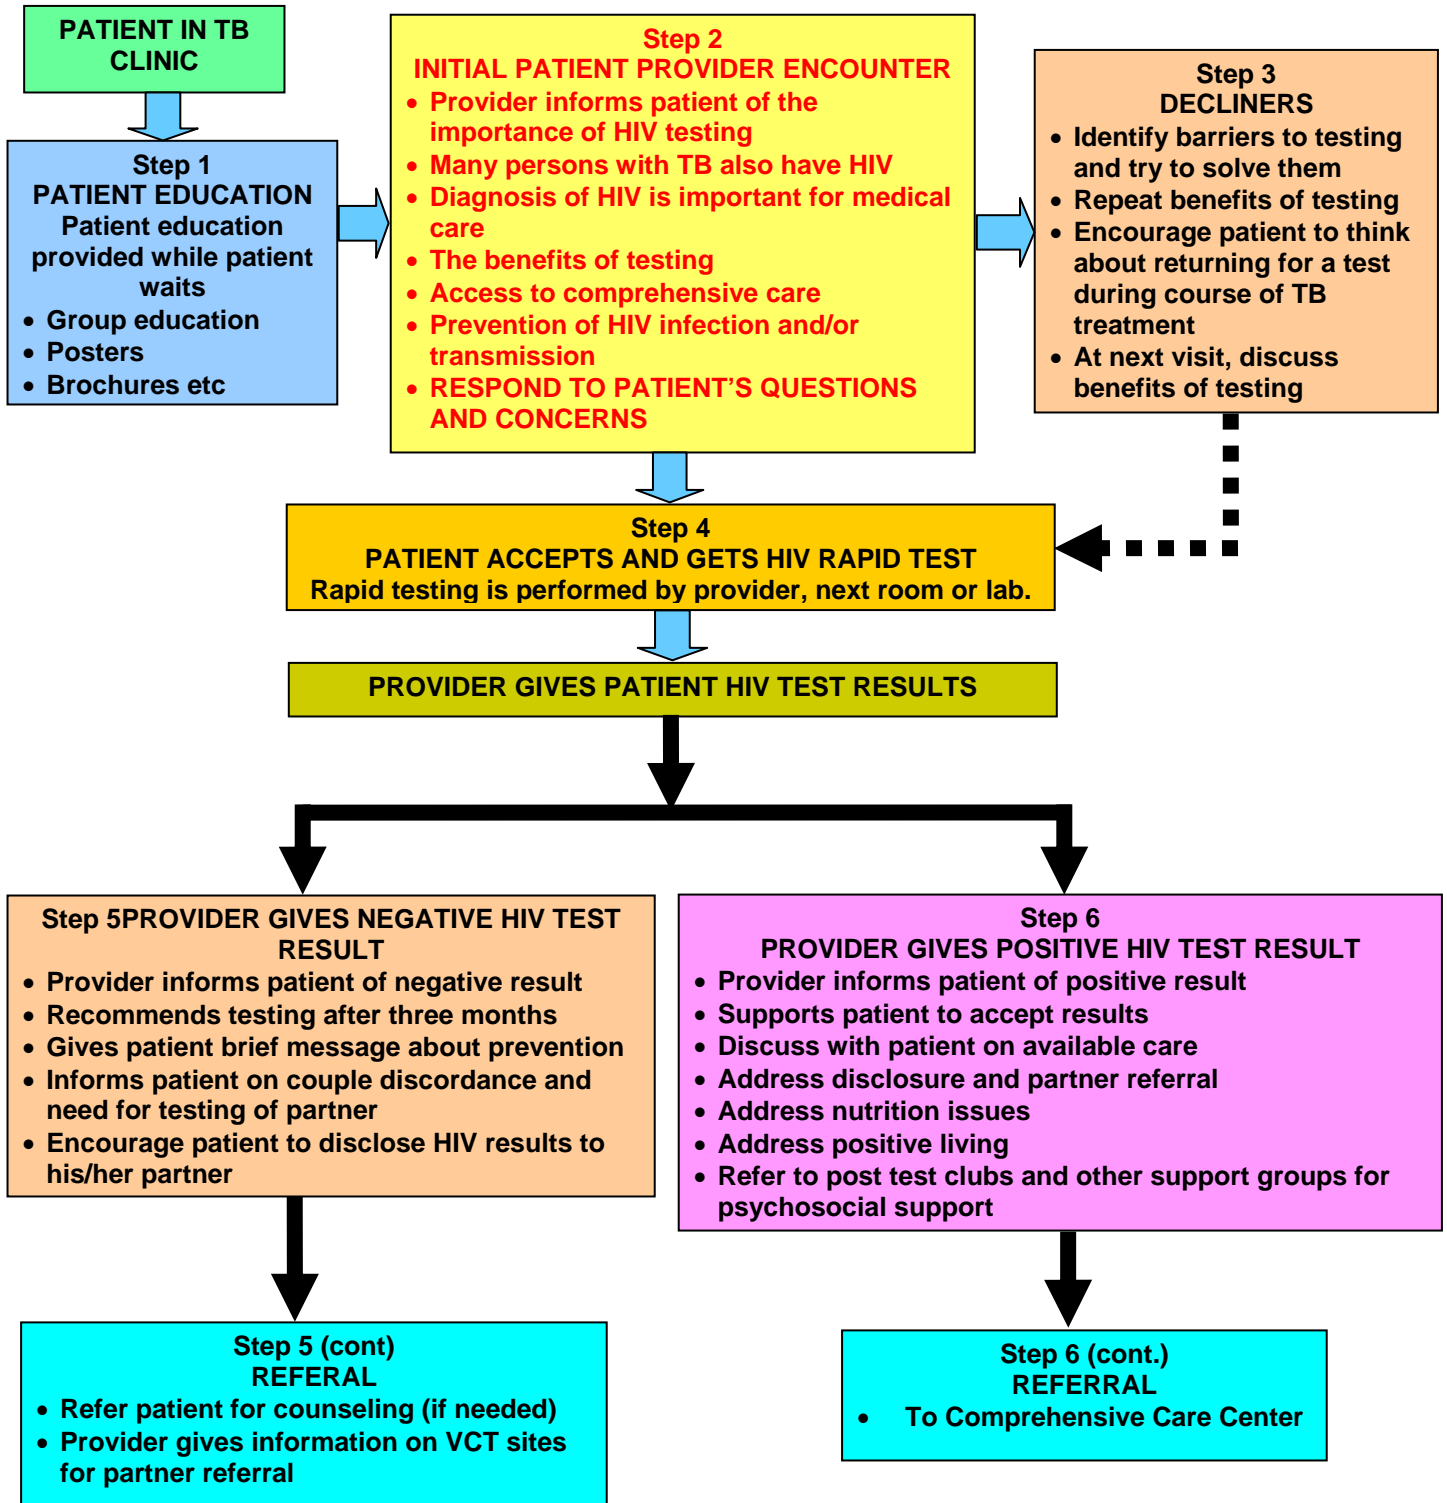 PATIENT IN TB
CLINIC
Step 1
PATIENT EDUCATION
Patient education
provided while patient
waits
• Group education
• Posters
• Brochures etc
Step 2
INITIAL PATIENT PROVIDER ENCOUNTER
• Provider informs patient of the
importance of HIV testing
• Many persons with TB also have HIV
• Diagnosis of HIV is important for medical
care
• The benefits of testing
• Access to comprehensive care
• Prevention of HIV infection and/or
transmission
• RESPOND TO PATIENT'S QUESTIONS
AND CONCERNS
Step 3
DECLINERS
• Identify barriers to testing
and try to solve them
• Repeat benefits of testing
• Encourage patient to think
about returning for a test
during course of TB
treatment
• At next visit, discuss
benefits of testing
Step 4
PATIENT ACCEPTS AND GETS HIV RAPID TEST
Rapid testing is performed by provider, next room or lab.
PROVIDER GIVES PATIENT HIV TEST RESULTS
Step 5PROVIDER GIVES NEGATIVE HIV TEST
RESULT
• Provider informs patient of negative result
• Recommends testing after three months
• Gives patient brief message about prevention
• Informs patient on couple discordance and
need for testing of partner
• Encourage patient to disclose HIV results to
his/her partner
Step 6
PROVIDER GIVES POSITIVE HIV TEST RESULT
• Provider informs patient of positive result
• Supports patient to accept results
• Discuss with patient on available care
• Address disclosure and partner referral
• Address nutrition issues
• Address positive living
• Refer to post test clubs and other support groups for
psychosocial support
Step 5 (cont)
REFERAL
• Refer patient for counseling (if needed)
• Provider gives information on VCT sites
for partner referral
Step 6 (cont.)
REFERRAL
• To Comprehensive Care Center